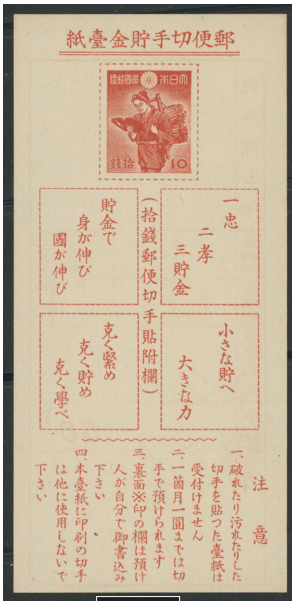 郵便切手貯金臺紙
大日本帝國郵便
10
拾錢
一忠
二孝
三貯金
貯金で
身が伸び
國が伸び
(拾錢郵便切手貼附欄)
小さな貯へ
大きな力
克く緊め
克く貯め
克く學べ
注意
一、破れたり汚れたりした
切手を貼つた臺紙は
受付けません
二、一箇月一圓までは切
手で預けられます
三、裏面※印の欄は預け
人が自分で御書込み
下さい
四、本臺紙に印刷の切手
は他に使用しないで
下さい